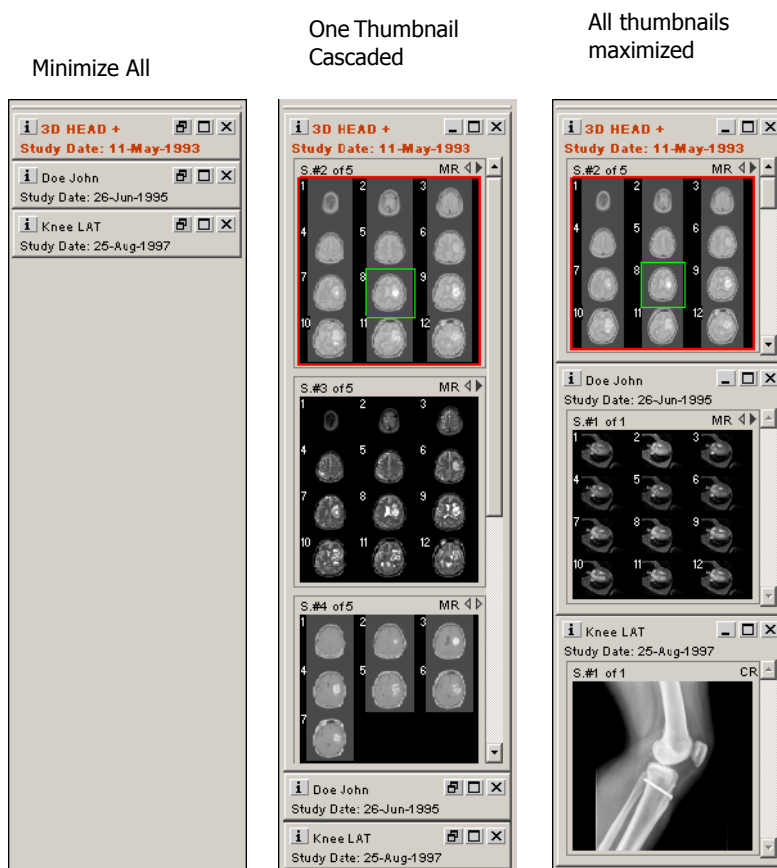 Minimize All
One Thumbnail
Cascaded
All thumbnails
maximized
i 3D HEAD +
Study Date: 11-May-1993
i Doe John
Study Date: 26-Jun-1995
i Knee LAT
Study Date: 25-Aug-1997
i 3D HEAD +
Study Date: 11-May-1993
S.#2 of 5 MR
1 2 3
4 5 6
7 8 9
10 11 12
S.#3 of 5 MR
1 2 3
4 5 6
7 8 9
10 11 12
S.#4 of 5 MR
1 2 3
4 5 6
7
i Doe John
Study Date: 26-Jun-1995
i Knee LAT
Study Date: 25-Aug-1997
i 3D HEAD +
Study Date: 11-May-1993
S.#2 of 5 MR
1 2 3
4 5 6
7 8 9
10 11 12
i Doe John
Study Date: 26-Jun-1995
S.#1 of 1 MR
1 2 3
4 5 6
7 8 9
10 11 12
i Knee LAT
Study Date: 25-Aug-1997
S.#1 of 1 CR